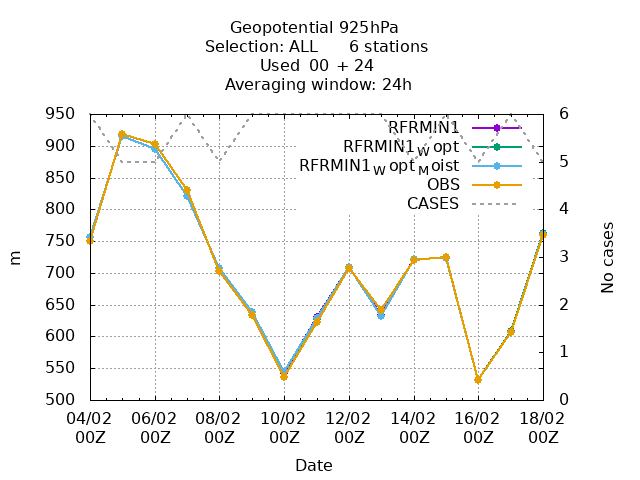 Geopotential 925hPa
Selection: ALL 6 stations
Used 00 + 24
Averaging window: 24h
950
900
850
800
750
700
650
600
550
500
6
5
4
3
2
1
0
m
No cases
RFRMIN1
RFRMIN1W opt
RFRMIN1W optM oist
OBS
CASES
04/02 06/02 08/02 10/02 12/02 14/02 16/02 18/02
00Z 00Z 00Z 00Z 00Z 00Z 00Z 00Z
Date